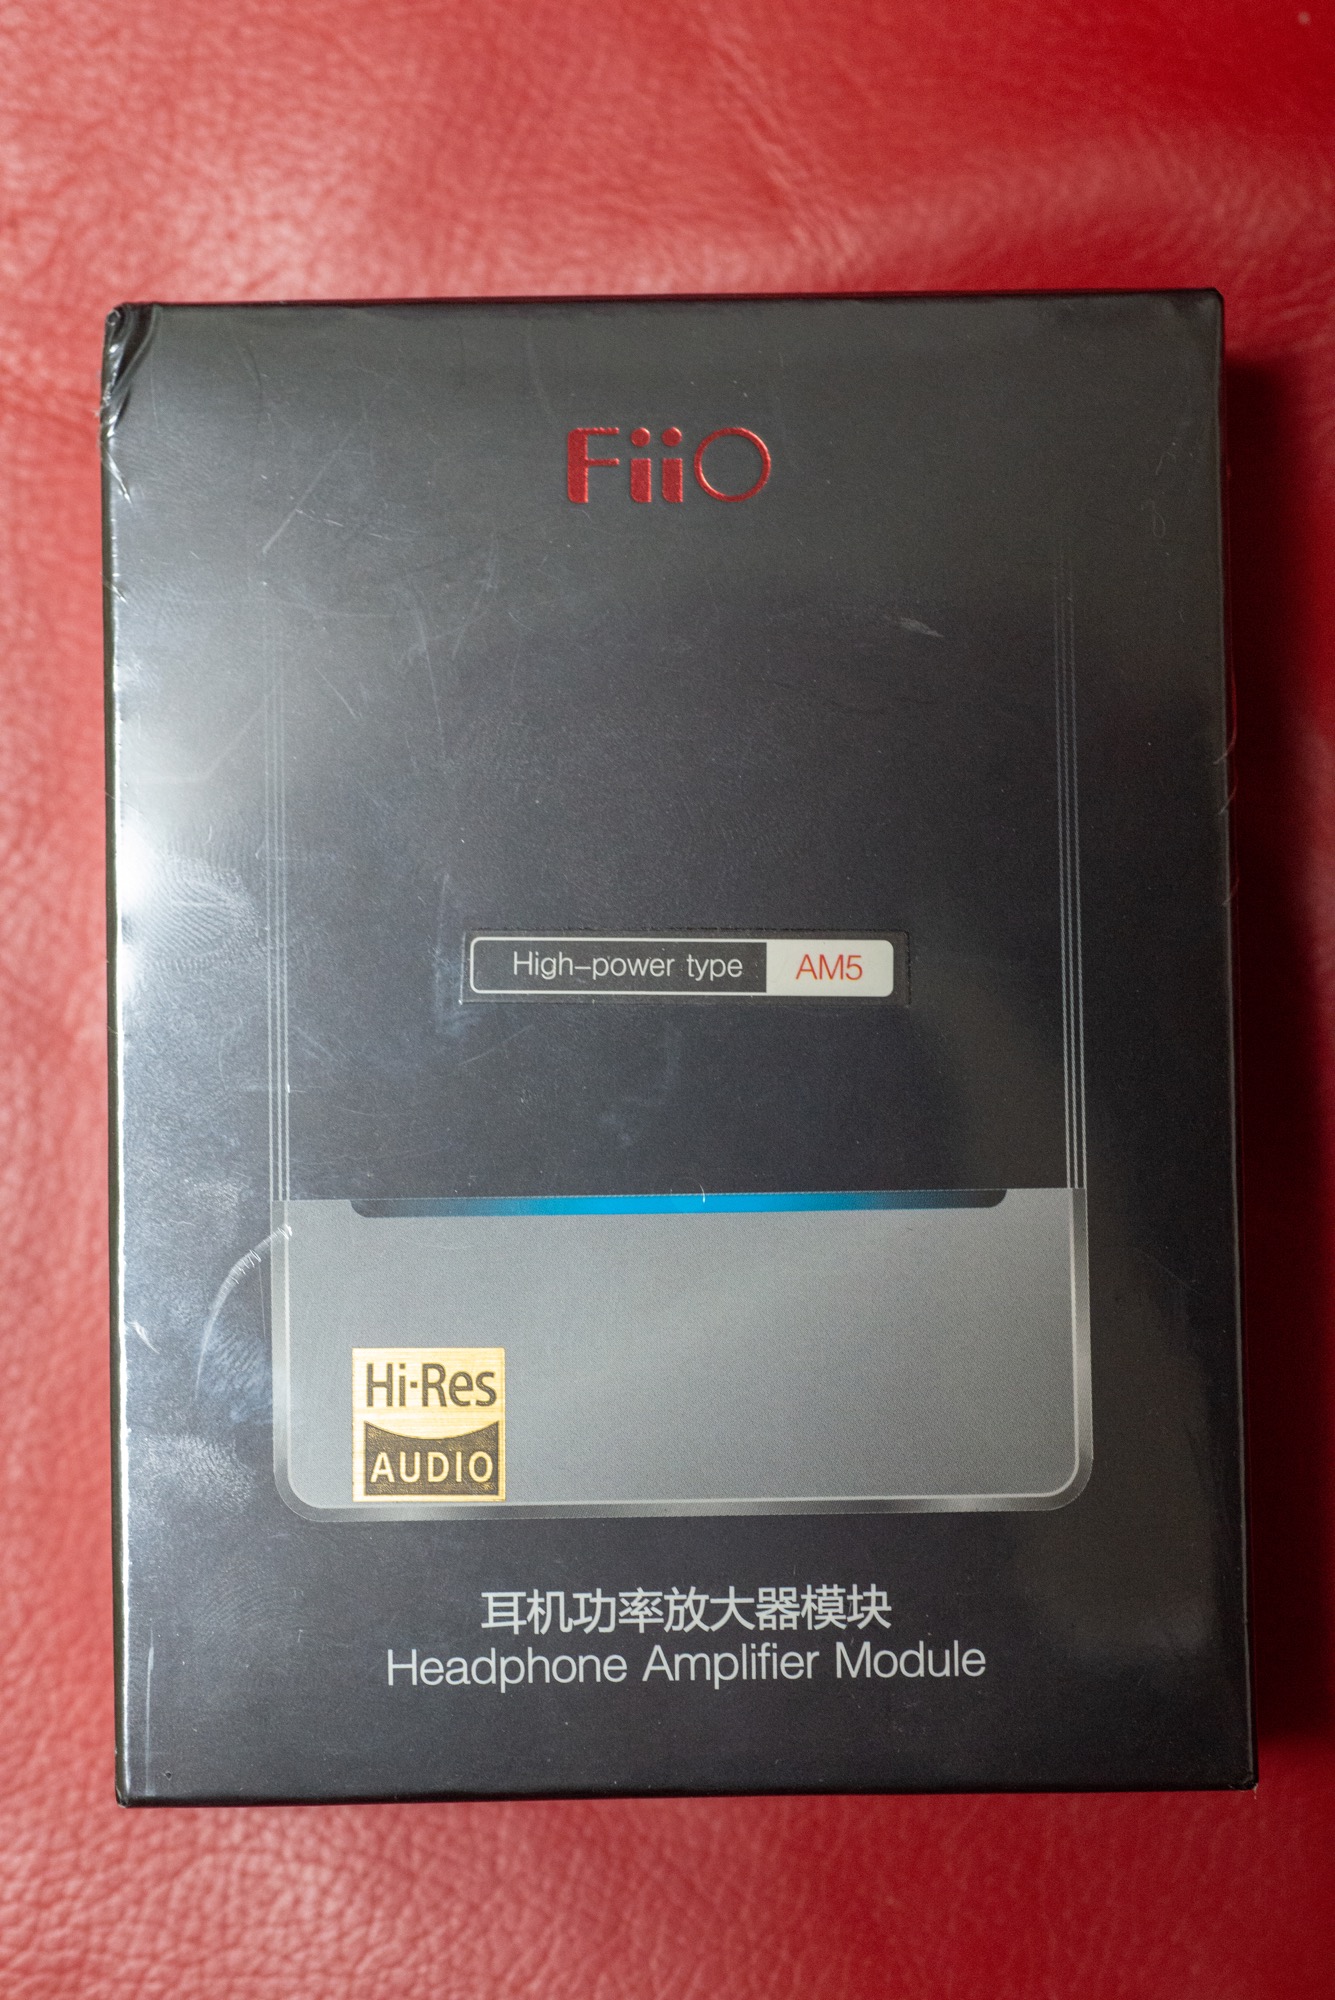 FiiO
High-power type AM5
Hi-Res
AUDIO
耳机功率放大器模块
Headphone Amplifier Module